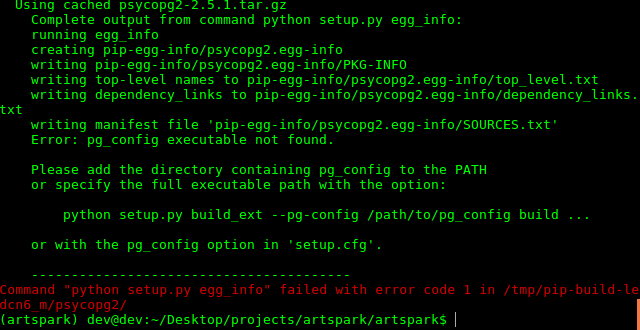 Using cached psycopg2-2.5.1.tar.gz
Complete output from command python setup.py egg_info:
running egg_info
creating pip-egg-info/psycopg2.egg-info
writing pip-egg-info/psycopg2.egg-info/PKG-INFO
writing top-level names to pip-egg-info/psycopg2.egg-info/top_level.txt
writing dependency_links to pip-egg-info/psycopg2.egg-info/dependency_links.
txt
writing manifest file 'pip-egg-info/psycopg2.egg-info/SOURCES.txt'
Error: pg_config executable not found.
Please add the directory containing pg_config to the PATH
or specify the full executable path with the option:
python setup.py build_ext --pg-config /path/to/pg_config build ...
or with the pg_config option in 'setup.cfg'.
----------------------------------------
Command "python setup.py egg_info" failed with error code 1 in /tmp/pip-build-le
dcn6_m/psycopg2/
(artspark) dev@dev:~/Desktop/projects/artspark/artspark$